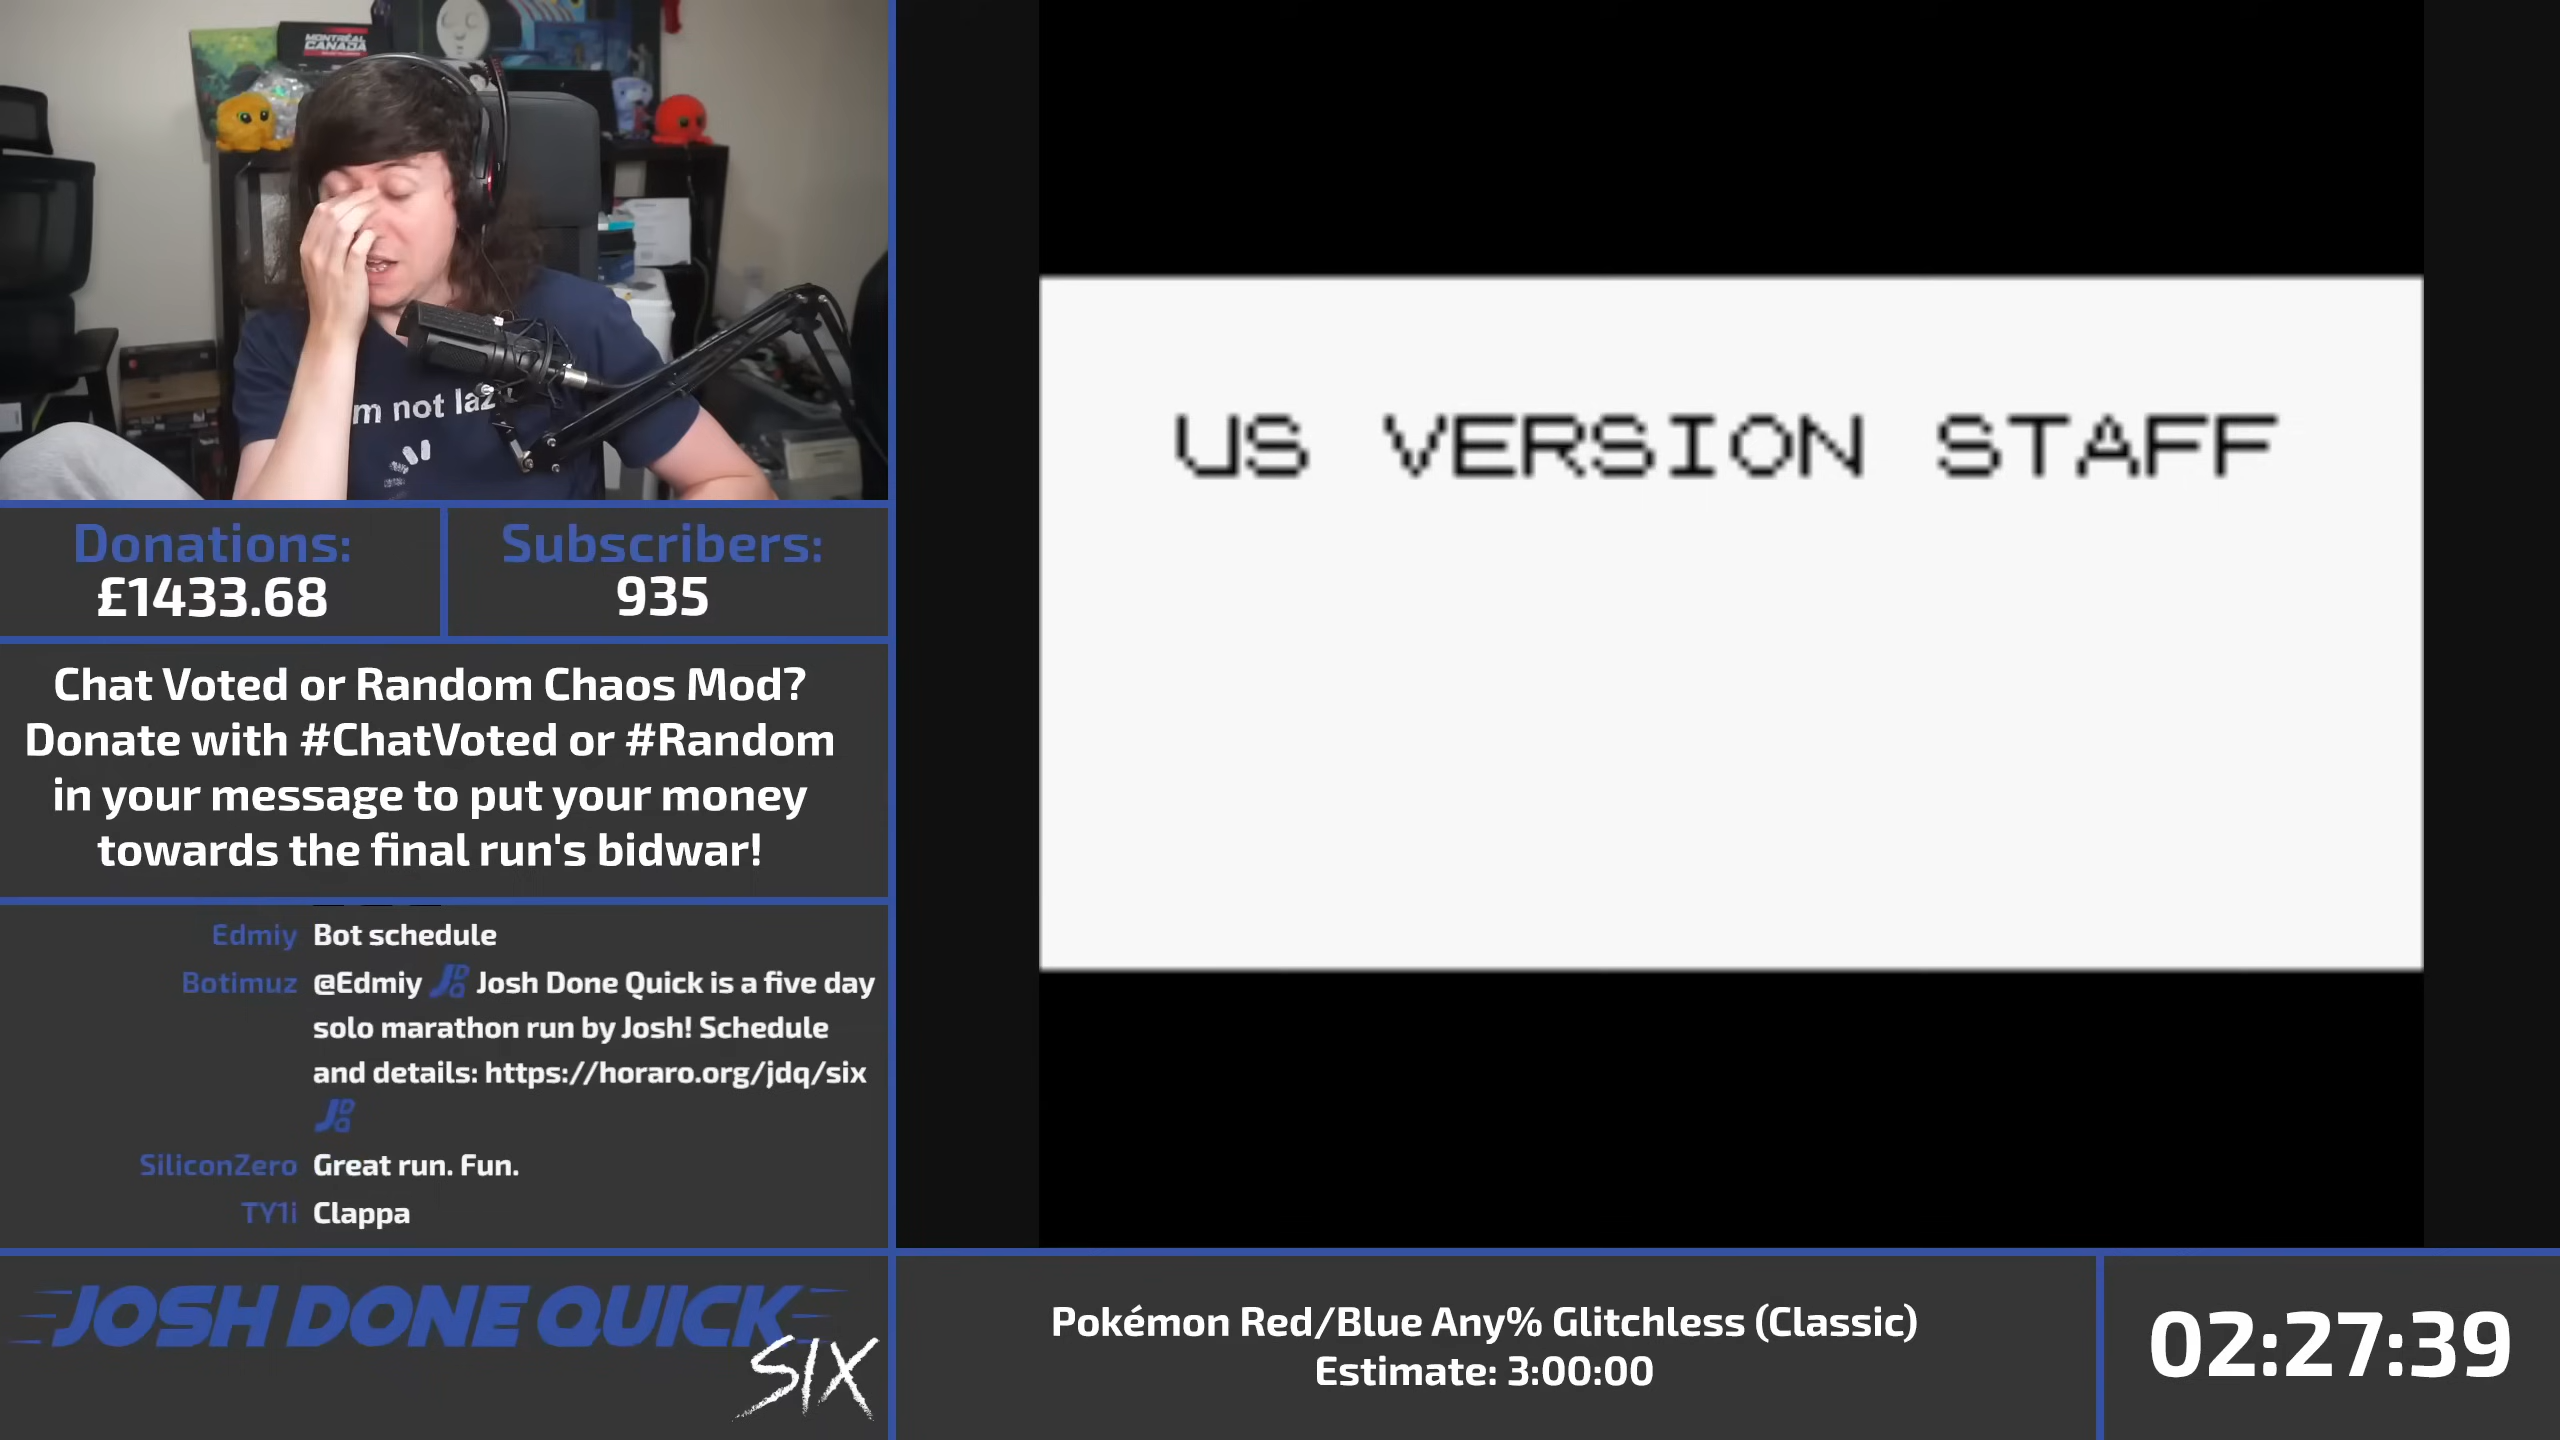 MONTRÉAL
CANADA
US VERSION STAFF
Donations:
£1433.68
Subscribers:
935
Chat Voted or Random Chaos Mod?
Donate with #ChatVoted or #Random
in your message to put your money
towards the final run's bidwar!
Edmiy Bot schedule
Botimuz @Edmiy JDQ Josh Done Quick is a five day
solo marathon run by Josh! Schedule
and details: https://horaro.org/jdq/six
JDQ
SiliconZero Great run. Fun.
TY1i Clappa
JOSH DONE QUICK
SIX
Pokémon Red/Blue Any% Glitchless (Classic)
Estimate: 3:00:00
02:27:39
m not laz